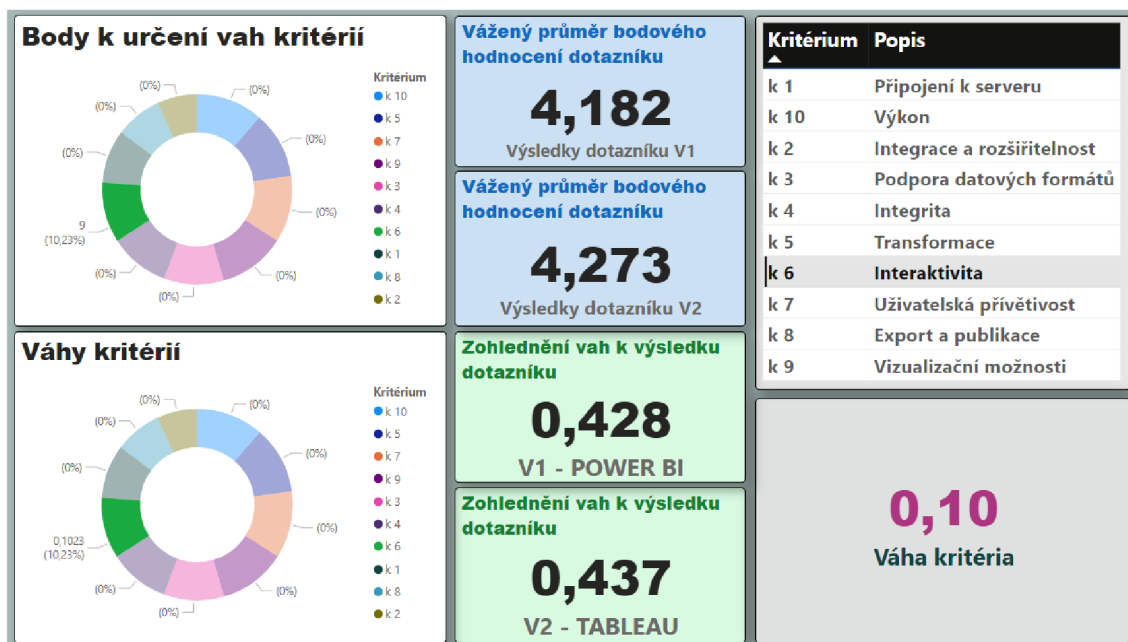 Body k určení vah kritérií
(0%)
(0%)
(0%)
(0%)
(0%)
(0%)
9
(10,23%)
(0%)
(0%)
(0%)
Kritérium
k 10
k 5
k 7
k 9
k 3
k 4
k 6
k 1
k 8
k 2
Váhy kritérií
(0%)
(0%)
(0%)
(0%)
(0%)
(0%)
0,1023
(10,23%)
(0%)
(0%)
(0%)
Kritérium
k 10
k 5
k 7
k 9
k 3
k 4
k 6
k 1
k 8
k 2
Vážený průměr bodového
hodnocení dotazníku
4,182
Výsledky dotazníku V1
Vážený průměr bodového
hodnocení dotazníku
4,273
Výsledky dotazníku V2
Zohlednění vah k výsledku
dotazníku
0,428
V1 - POWER BI
Zohlednění vah k výsledku
dotazníku
0,437
V2 - TABLEAU
Kritérium Popis
k 1 Připojení k serveru
k 10 Výkon
k 2 Integrace a rozšiřitelnost
k 3 Podpora datových formátů
k 4 Integrita
k 5 Transformace
k 6 Interaktivita
k 7 Uživatelská přívětivost
k 8 Export a publikace
k 9 Vizualizační možnosti
0,10
Váha kritéria